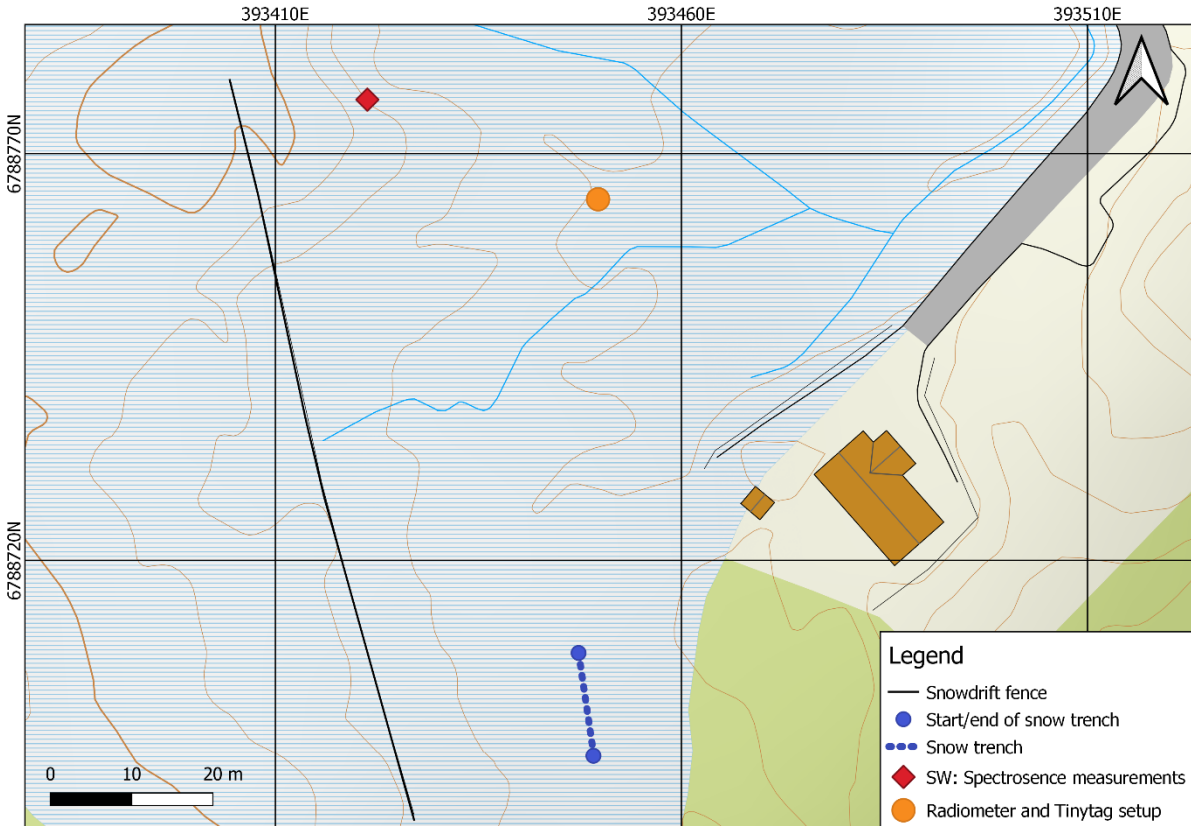 393410E
393460E
393510E
6788770N
6788720N
Legend
Snowdrift fence
Start/end of snow trench
Snow trench
SW: Spectrosence measurements
Radiometer and Tinytag setup
0 10 20 m